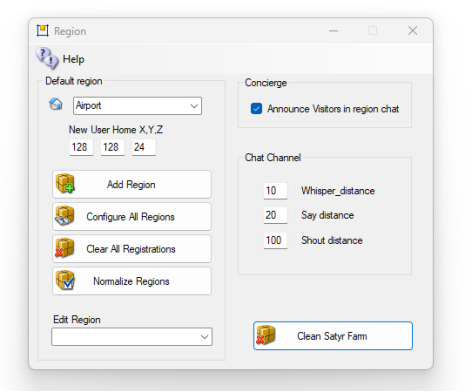 Region
Help
Default region
Airport
New User Home X,Y,Z
128 128 24
Add Region
Configure All Regions
Clear All Registrations
Normalize Regions
Edit Region
Concierge
Announce Visitors in region chat
Chat Channel
10 Whisper_distance
20 Say distance
100 Shout distance
Clean Satyr Farm